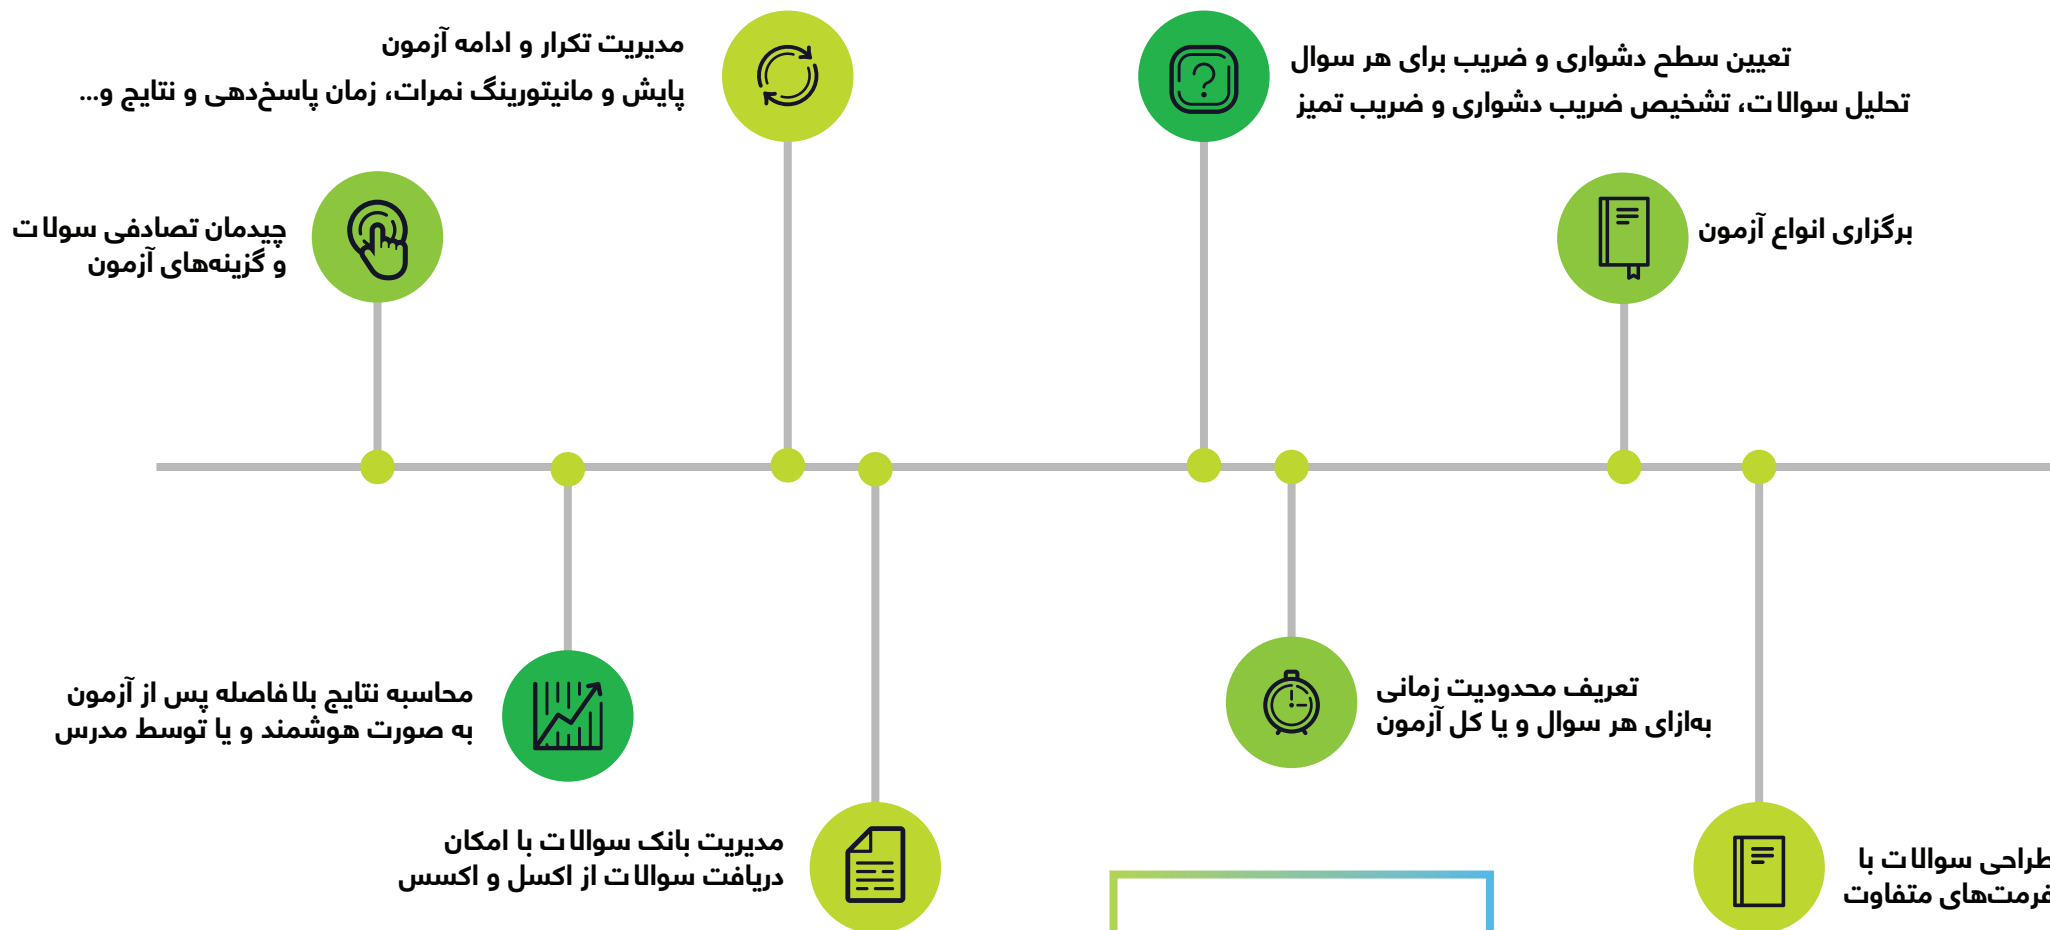 تعیین سطح دشواری و ضریب برای هر سوال
تحلیل سوالات، تشخیص ضریب دشواری و ضریب تمیز
مدیریت تکرار و ادامه آزمون
پایش و مانیتورینگ نمرات، زمان پاسخ‌دهی و نتایج و...
برگزاری انواع آزمون
چیدمان تصادفی سولات
و گزینه‌های آزمون
تعریف محدودیت زمانی
به‌ازای هر سوال و یا کل آزمون
محاسبه نتایج بلافاصله پس از آزمون
به صورت هوشمند و یا توسط مدرس
طراحی سوالات با
فرمت‌های متفاوت
مدیریت بانک سوالات با امکان
دریافت سوالات از اکسل و اکسس